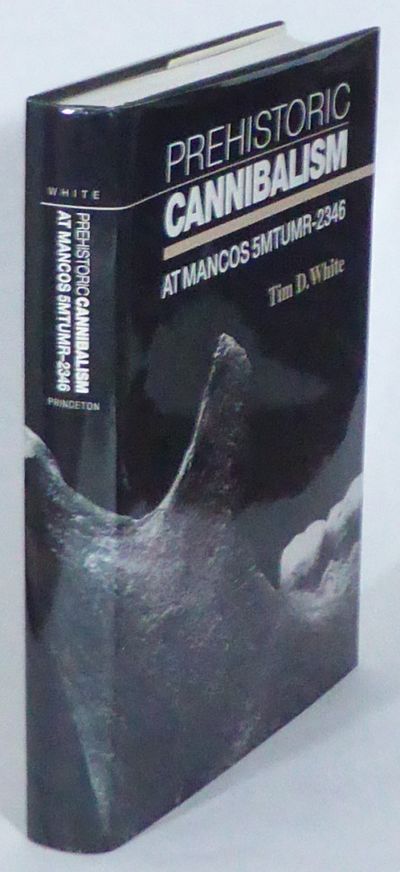 PREHISTORIC
CANNIBALISM
AT MANCOS 5MTUMR-2346
Tim D. White
WHITE
PREHISTORIC CANNIBALISM
AT MANCOS 5MTUMR-2346
PRINCETON